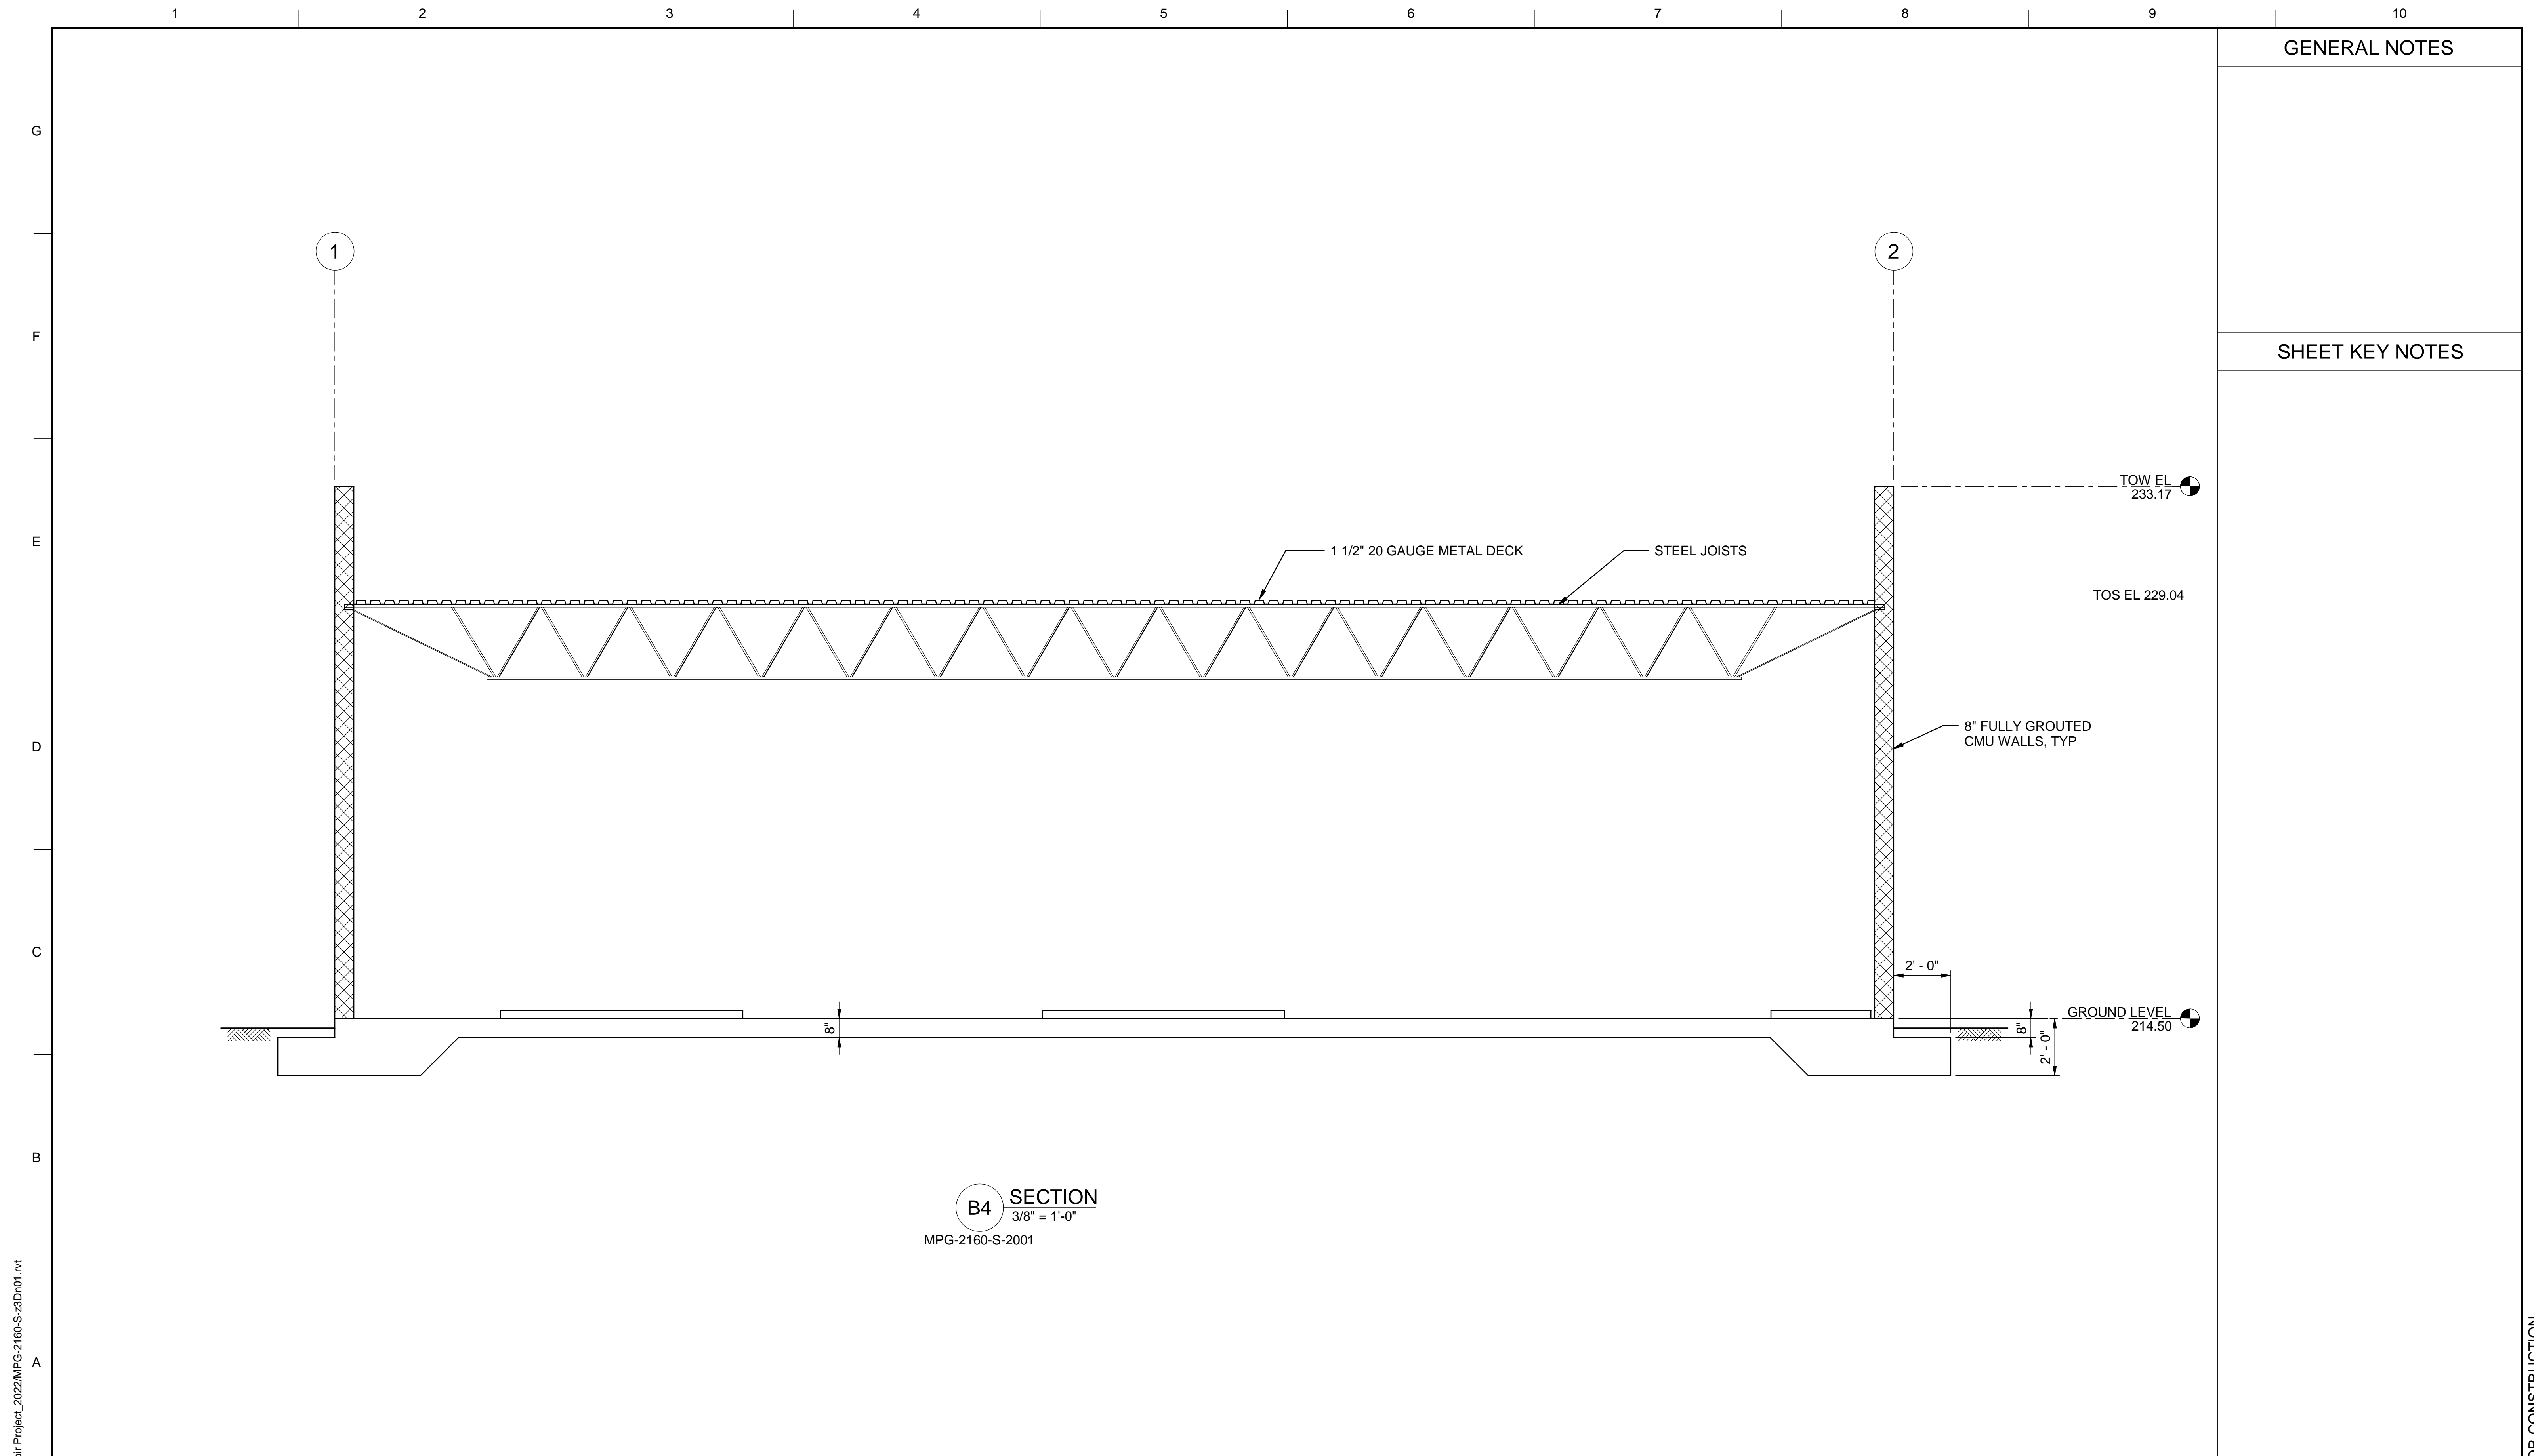 1 2 3 4 5 6 7 8 9 10
GENERAL NOTES
G
1
2
F
SHEET KEY NOTES
TOW EL
233.17
E
1 1/2" 20 GAUGE METAL DECK
STEEL JOISTS
TOS EL 229.04
D
8" FULLY GROUTED
CMU WALLS, TYP
C
2' - 0"
GROUND LEVEL
214.50
8"
8"
2' - 0"
B
B4
SECTION
3/8" = 1'-0"
MPG-2160-S-2001
A
Project_2022/MPG-2160-S-z3Dn01.rvt
CONSTRUCTION